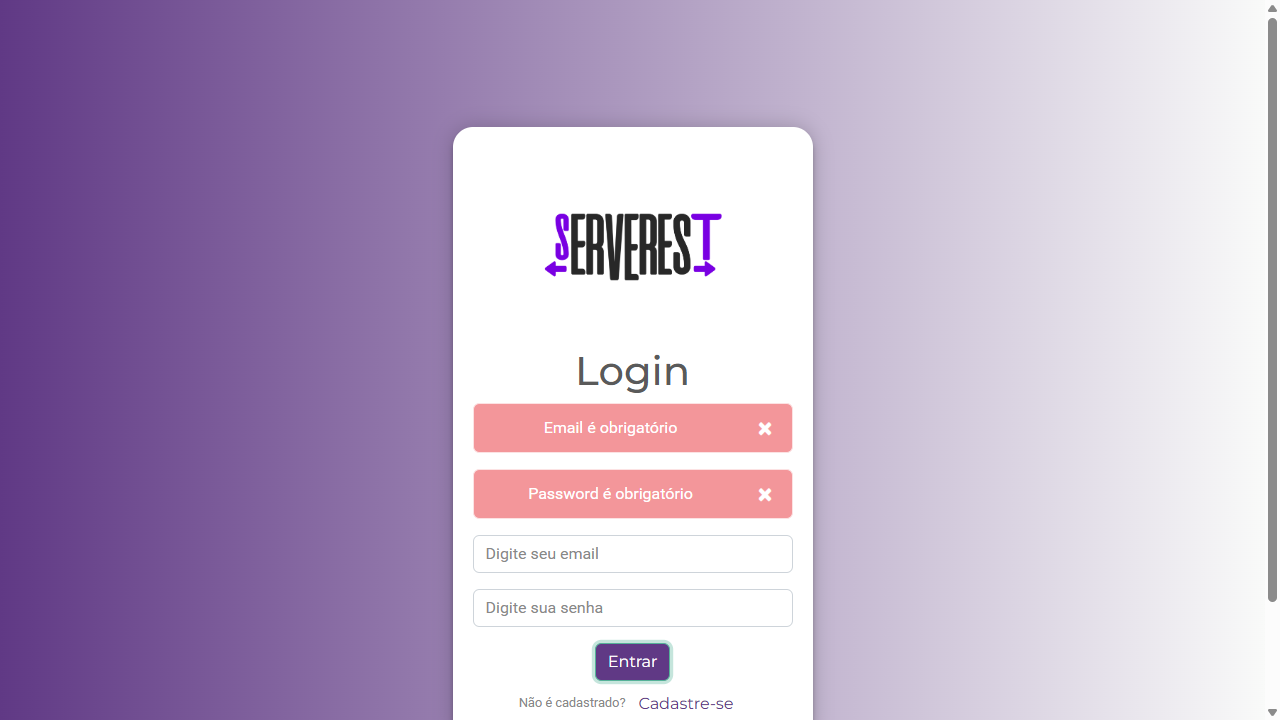 SERVEREST
Login
Email é obrigatório
Password é obrigatório
Digite seu email
Digite sua senha
Entrar
Não é cadastrado? Cadastre-se